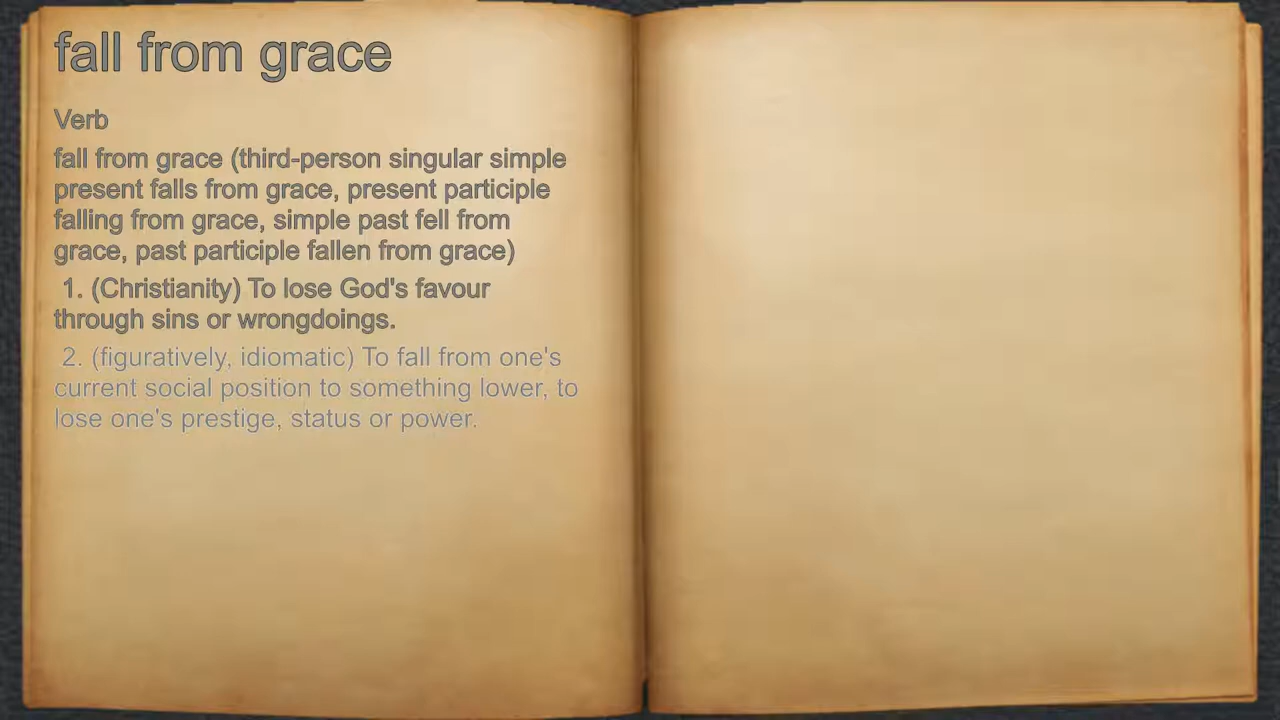 fall from grace
Verb
fall from grace (third-person singular simple
present falls from grace, present participle
falling from grace, simple past fell from
grace, past participle fallen from grace)
1. (Christianity) To lose God's favour
through sins or wrongdoings.
2. (figuratively, idiomatic) To fall from one's
current social position to something lower, to
lose one's prestige, status or power.